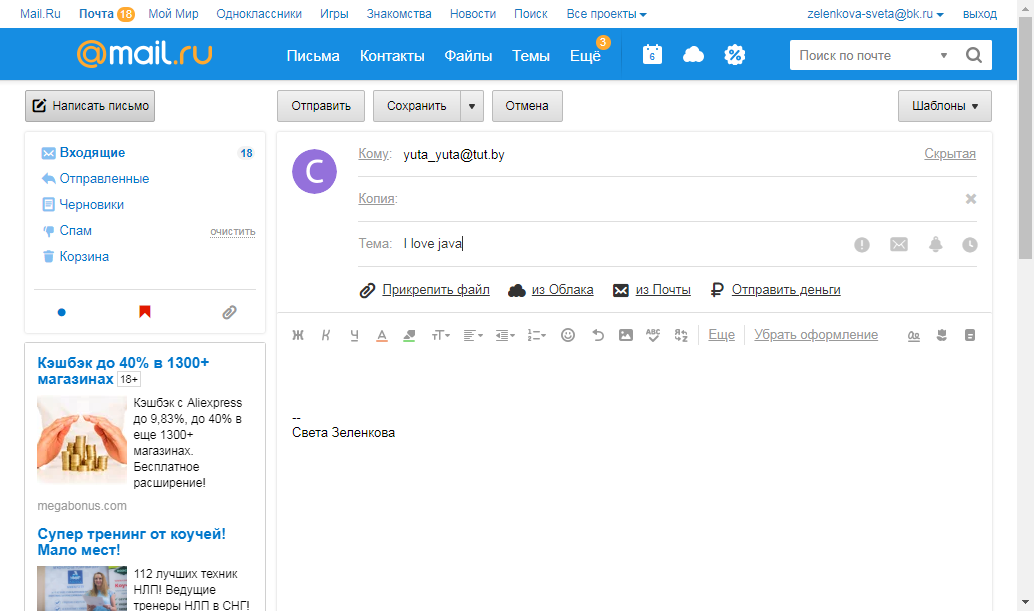 Mail.Ru Почта 18 Мой Мир Одноклассники Игры Знакомства Новости Поиск Все проекты zelenkova-sveta@bk.ru выход
@mail.ru Письма Контакты Файлы Темы Ещё 3 6 % Поиск по почте
Написать письмо Отправить Сохранить Отмена Шаблоны
Входящие 18
Отправленные
Черновики
Спам очистить
Корзина
С
Кому: yuta_yuta@tut.by Скрытая
Копия:
Тема: I love java
Прикрепить файл из Облака из Почты Отправить деньги
Ж К Ч А тТ ABC Еще Убрать оформление
--
Света Зеленкова
Кэшбэк до 40% в 1300+
магазинах 18+
Кэшбэк с Aliexpress
до 9,83%, до 40% в
еще 1300+
магазинах.
Бесплатное
расширение!
megabonus.com
Супер тренинг от коучей!
Мало мест!
112 лучших техник
НЛП! Ведущие
тренеры НЛП в СНГ!